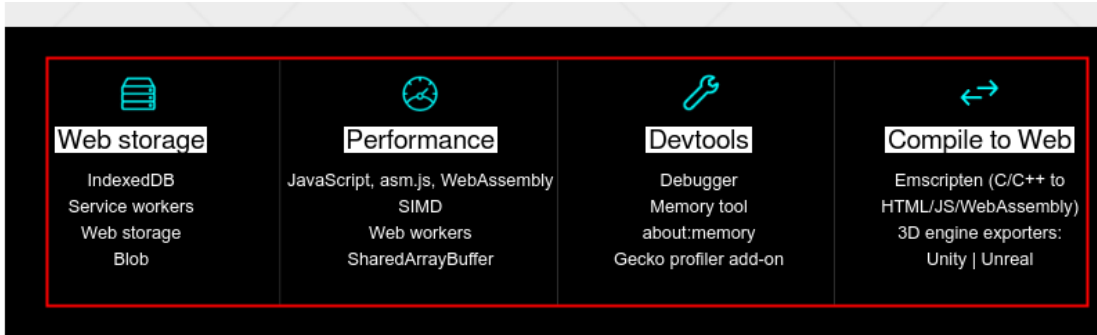 Web storage
IndexedDB
Service workers
Web storage
Blob
Performance
JavaScript, asm.js, WebAssembly
SIMD
Web workers
SharedArrayBuffer
Devtools
Debugger
Memory tool
about:memory
Gecko profiler add-on
Compile to Web
Emscripten (C/C++ to
HTML/JS/WebAssembly)
3D engine exporters:
Unity | Unreal